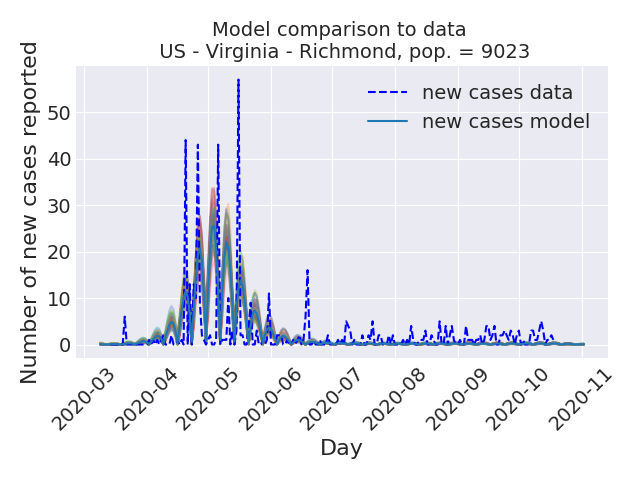 Model comparison to data
US - Virginia - Richmond, pop. = 9023
Number of new cases reported
50
40
30
20
10
0
new cases data
new cases model
2020-03
2020-04
2020-05
2020-06
2020-07
2020-08
2020-09
2020-10
2020-11
Day